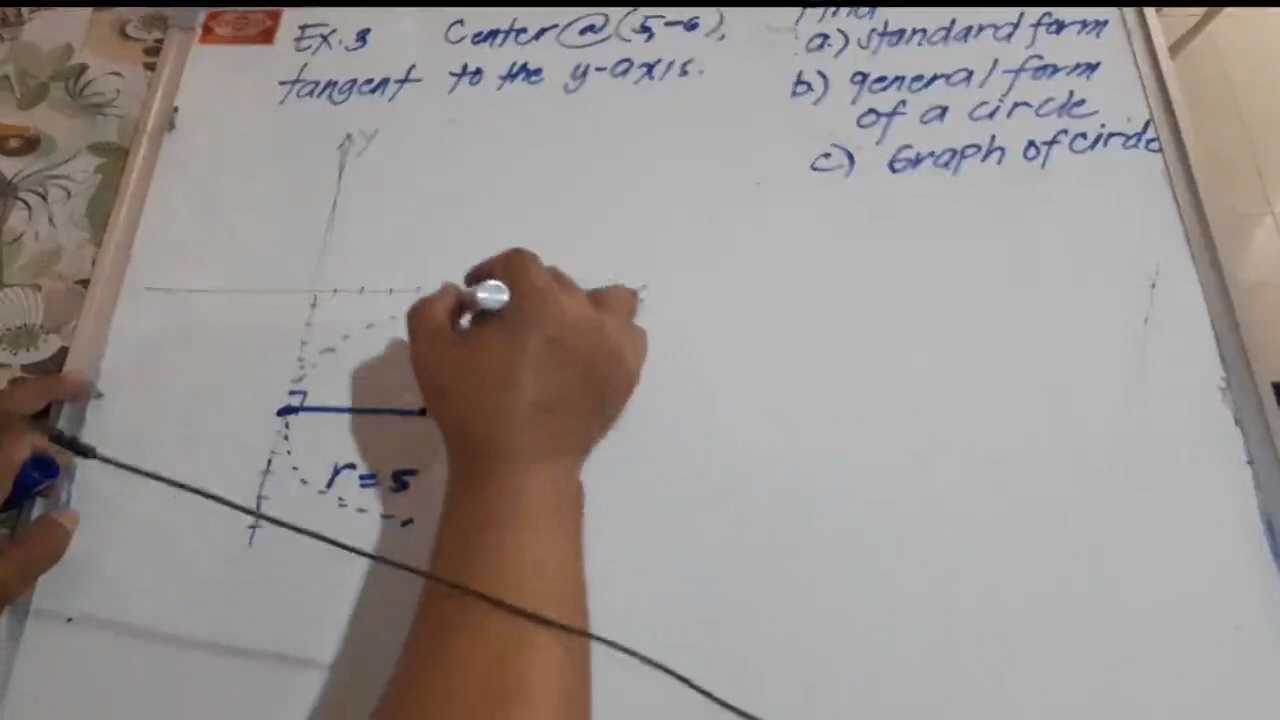 Ex.3 Center@(5,-6),
tangent to the y-axis.
Find
a.) standard form
b.) general form
of a circle
c.) Graph of circle
Y
r = 5